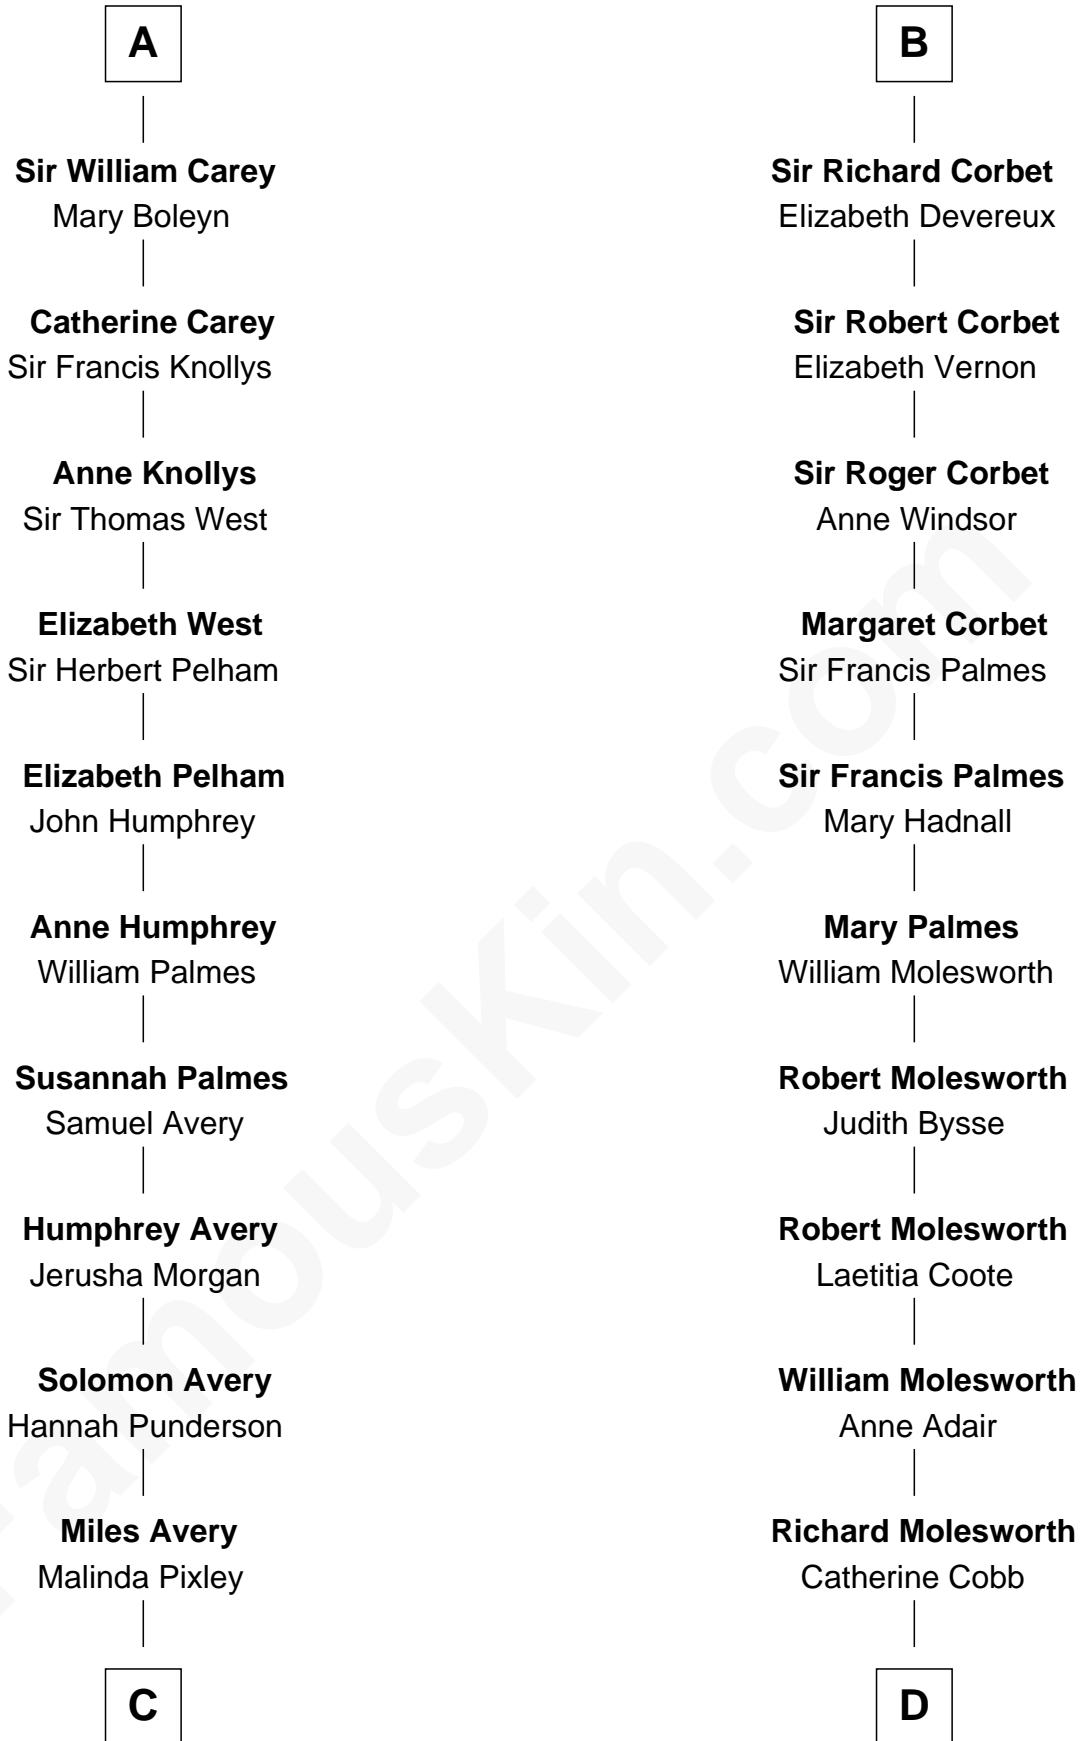 A
Sir William Carey
Mary Boleyn
Catherine Carey
Sir Francis Knollys
Anne Knollys
Sir Thomas West
Elizabeth West
Sir Herbert Pelham
Elizabeth Pelham
John Humphrey
Anne Humphrey
William Palmes
Susannah Palmes
Samuel Avery
Humphrey Avery
Jerusha Morgan
Solomon Avery
Hannah Punderson
Miles Avery
Malinda Pixley
C
B
Sir Richard Corbet
Elizabeth Devereux
Sir Robert Corbet
Elizabeth Vernon
Sir Roger Corbet
Anne Windsor
Margaret Corbet
Sir Francis Palmes
Sir Francis Palmes
Mary Hadnall
Mary Palmes
William Molesworth
Robert Molesworth
Judith Bysse
Robert Molesworth
Laetitia Coote
William Molesworth
Anne Adair
Richard Molesworth
Catherine Cobb
D
FamousKin.com